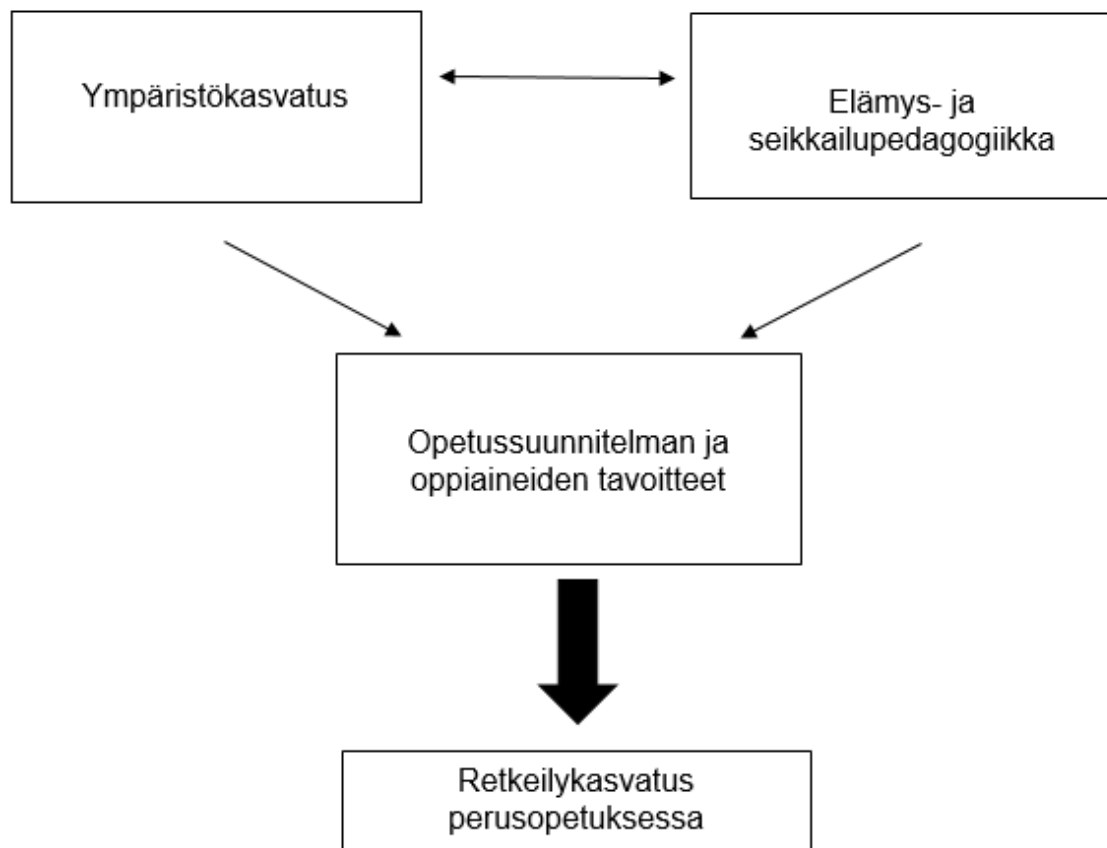 Ympäristökasvatus
Elämys- ja
seikkailupedagogiikka
Opetussuunnitelman ja
oppiaineiden tavoitteet
Retkeilykasvatus
perusopetuksessa